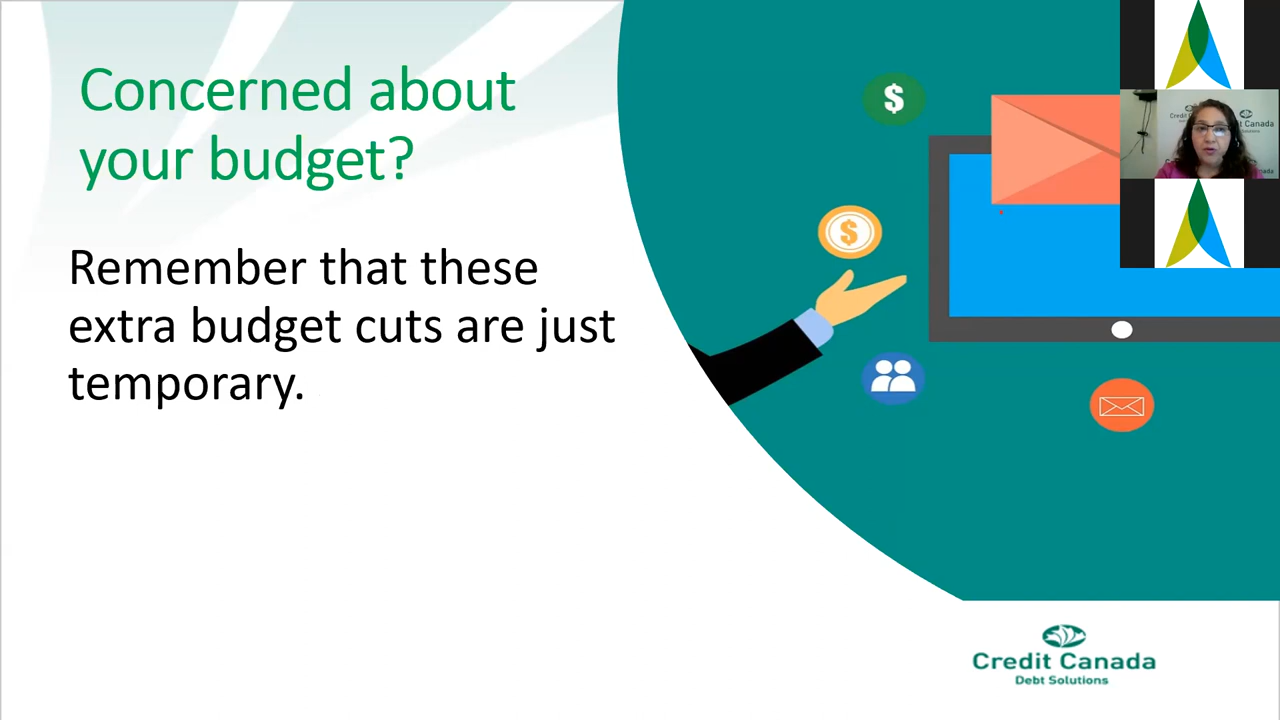 Concerned about
your budget?
Remember that these
extra budget cuts are just
temporary.
$
$
Credit Canada
Debt Solutions